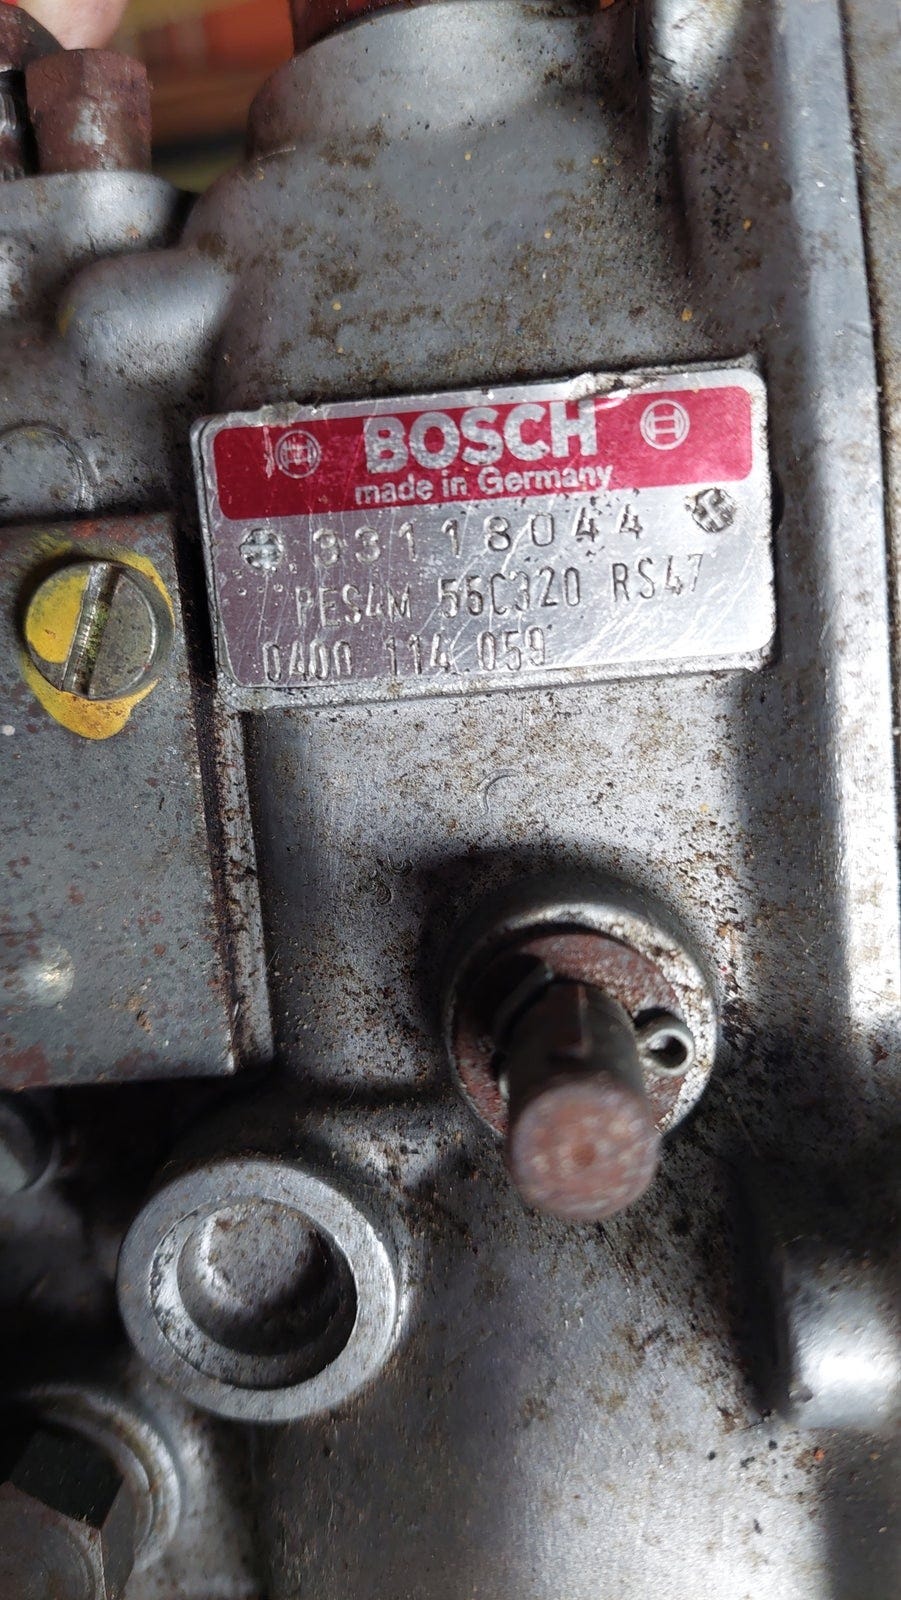 BOSCH
made in Germany
33118044
PES4M 55C320 RS47
0400 114 059